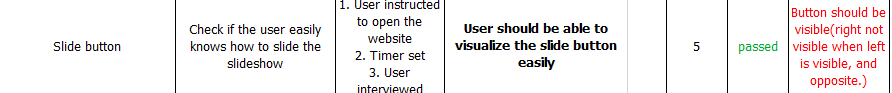 Slide button
Check if the user easily
knows how to slide the
slideshow
1. User instructed
to open the
website
2. Timer set
3. User
interviewed
User should be able to
visualize the slide button
easily
5
passed
Button should be
visible(right not
visible when left
is visible, and
opposite.)